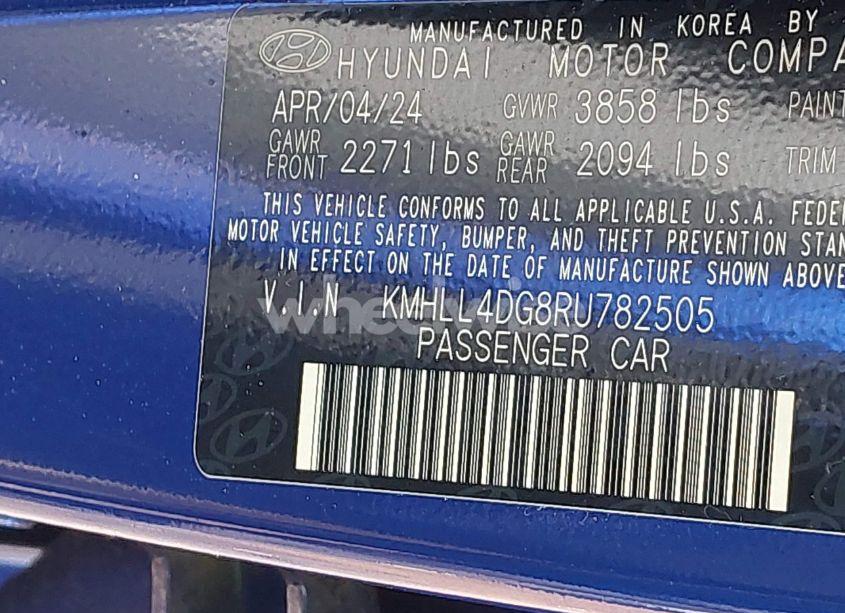 MANUFACTURED IN KOREA BY
HYUNDAI MOTOR COMPA
APR/04/24 GVWR 3858 lbs PAINT
GAWR FRONT 2271 lbs GAWR REAR 2094 lbs TRIM
THIS VEHICLE CONFORMS TO ALL APPLICABLE U.S.A. FEDER
MOTOR VEHICLE SAFETY, BUMPER, AND THEFT PREVENTION STAN
IN EFFECT ON THE DATE OF MANUFACTURE SHOWN ABOVE
V.I.N KMHLL4DG8RU782505
PASSENGER CAR